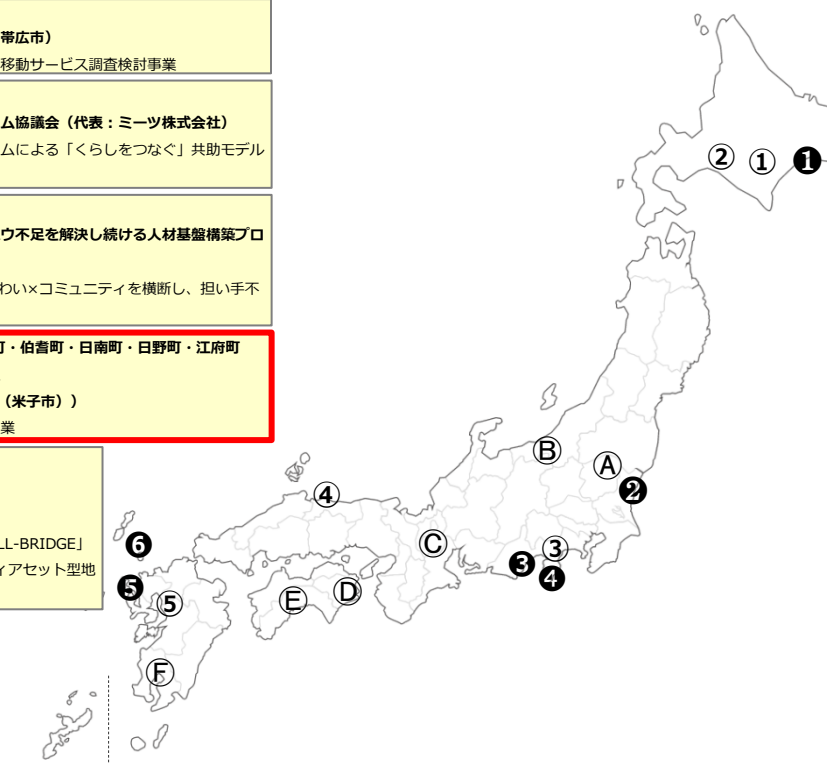 帯広市）
移動サービス調査検討事業
ム協議会（代表：ミーツ株式会社）
ムによる「くらしをつなぐ」共助モデル
ウ不足を解決し続ける人材基盤構築プロ
わい×コミュニティを横断し、担い手不
町・伯耆町・日南町・日野町・江府町
（米子市））
業
LL-BRIDGE」
ィアセット型地
②
①
❶
Ⓑ
Ⓐ
❷
④
Ⓒ
❻
③
❸
❹
❺
⑤
Ⓔ
Ⓓ
Ⓕ